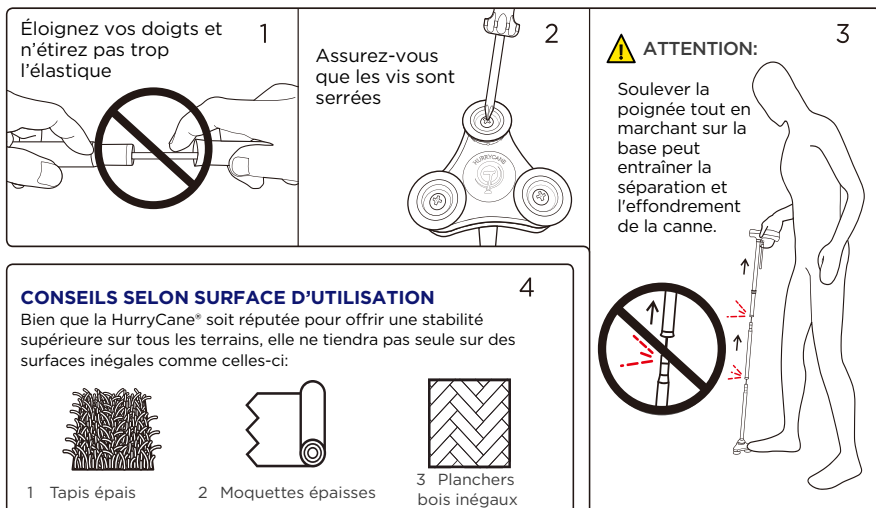 Éloignez vos doigts et
n'étirez pas trop
l'élastique
1
Assurez-vous
que les vis sont
serrées
2
HURRYCANE
3
ATTENTION:
Soulever la
poignée tout en
marchant sur la
base peut
entraîner la
séparation et
l'effondrement
de la canne.
4
CONSEILS SELON SURFACE D'UTILISATION
Bien que la HurryCane® soit réputée pour offrir une stabilité
supérieure sur tous les terrains, elle ne tiendra pas seule sur des
surfaces inégales comme celles-ci:
1 Tapis épais
2 Moquettes épaisses
3 Planchers
bois inégaux